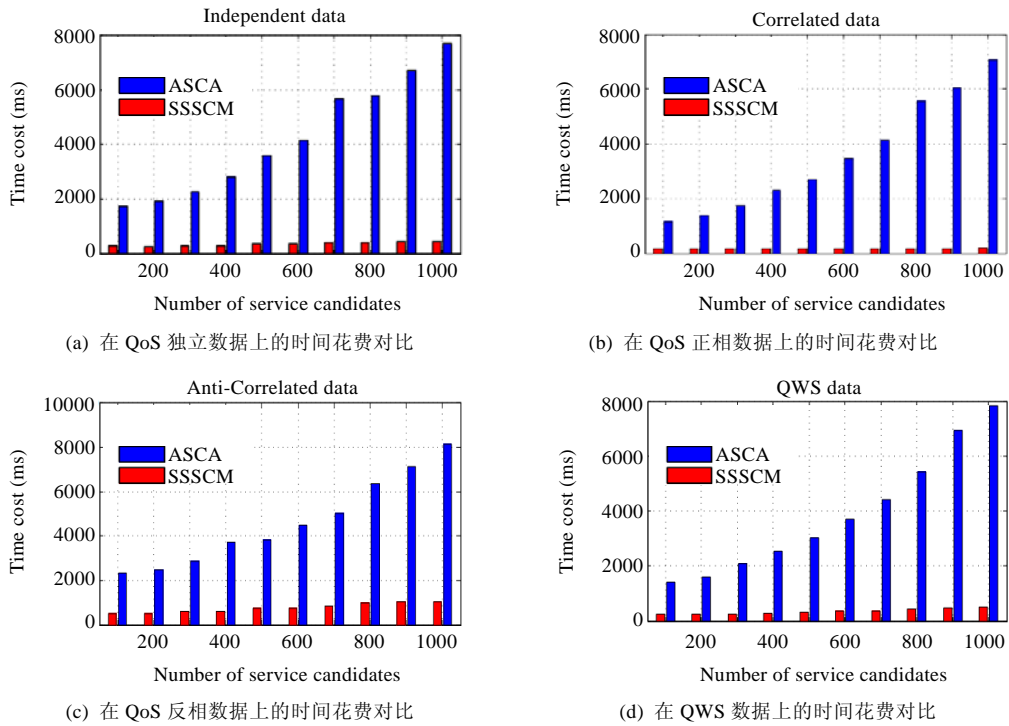 Independent data
8000
6000
4000
2000
0
Time cost (ms)
ASCA
SSSCM
200 400 600 800 1000
Number of service candidates
(a) 在 QoS 独立数据上的时间花费对比
Correlated data
8000
6000
4000
2000
0
Time cost (ms)
ASCA
SSSCM
200 400 600 800 1000
Number of service candidates
(b) 在 QoS 正相数据上的时间花费对比
Anti-Correlated data
10000
8000
6000
4000
2000
0
Time cost (ms)
ASCA
SSSCM
200 400 600 800 1000
Number of service candidates
(c) 在 QoS 反相数据上的时间花费对比
QWS data
8000
6000
4000
2000
0
Time cost (ms)
ASCA
SSSCM
200 400 600 800 1000
Number of service candidates
(d) 在 QWS 数据上的时间花费对比